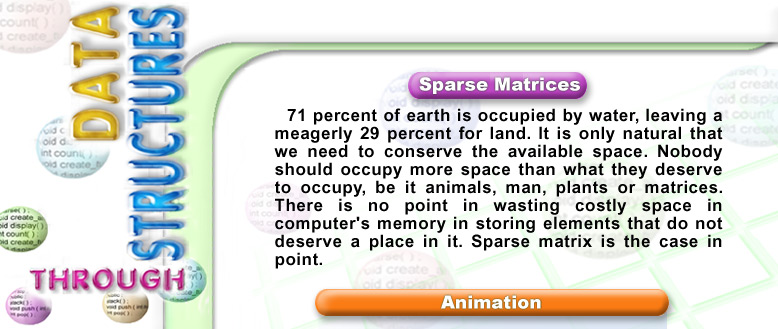 DATA
STRUCTURES
THROUGH
Sparse Matrices
71 percent of earth is occupied by water, leaving a
meagerly 29 percent for land. It is only natural that
we need to conserve the available space. Nobody
should occupy more space than what they deserve
to occupy, be it animals, man, plants or matrices.
There is no point in wasting costly space in
computer's memory in storing elements that do not
deserve a place in it. Sparse matrix is the case in
point.
Animation